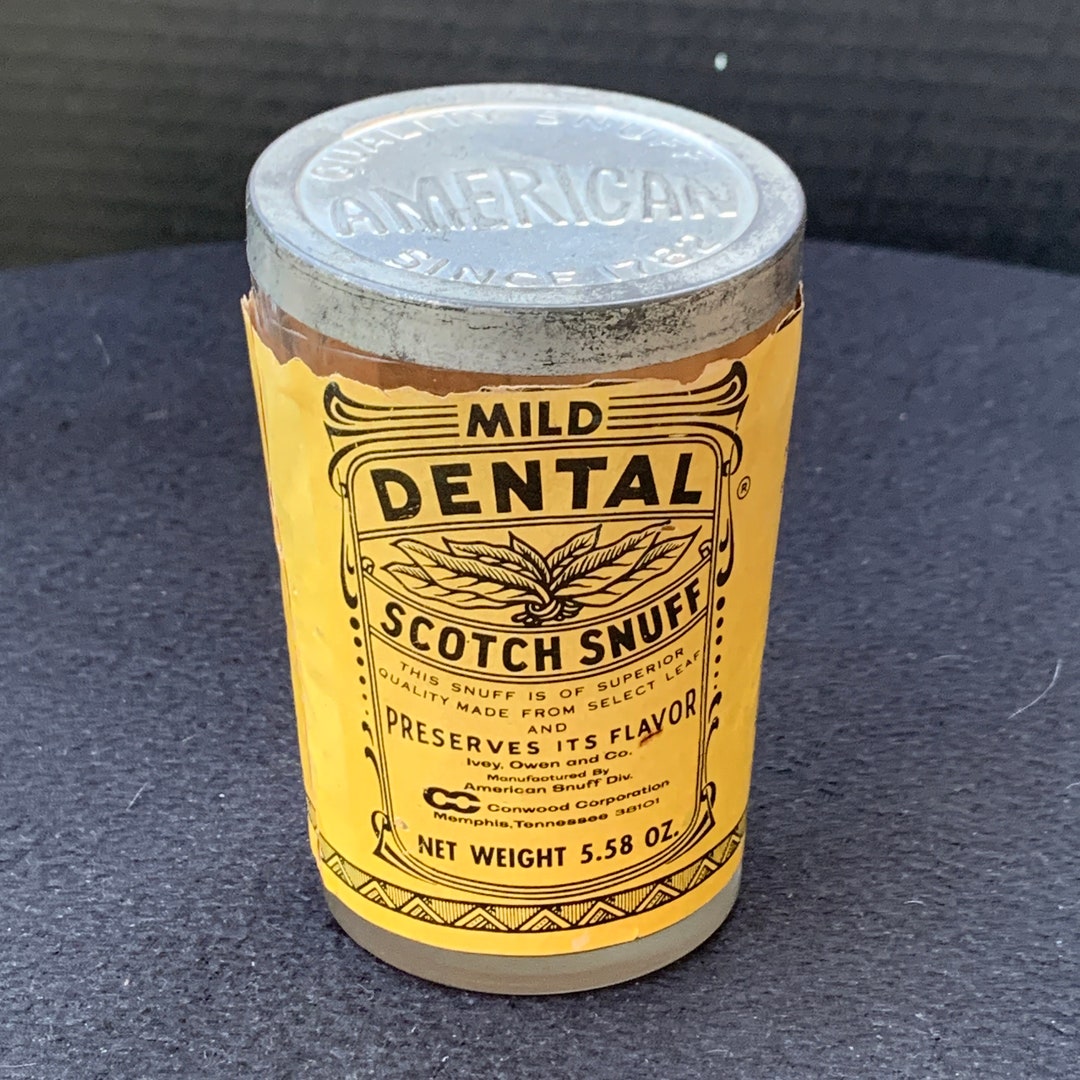 QUALITY SNUFF
AMERICAN
SINCE 1782
MILD
DENTAL
®
SCOTCH SNUFF
THIS SNUFF IS OF SUPERIOR
QUALITY MADE FROM SELECT LEAF
AND
PRESERVES ITS FLAVOR
Ivey, Owen and Co.
Manufactured By
American Snuff Div.
Conwood Corporation
Memphis, Tennessee 38101
NET WEIGHT 5.58 OZ.